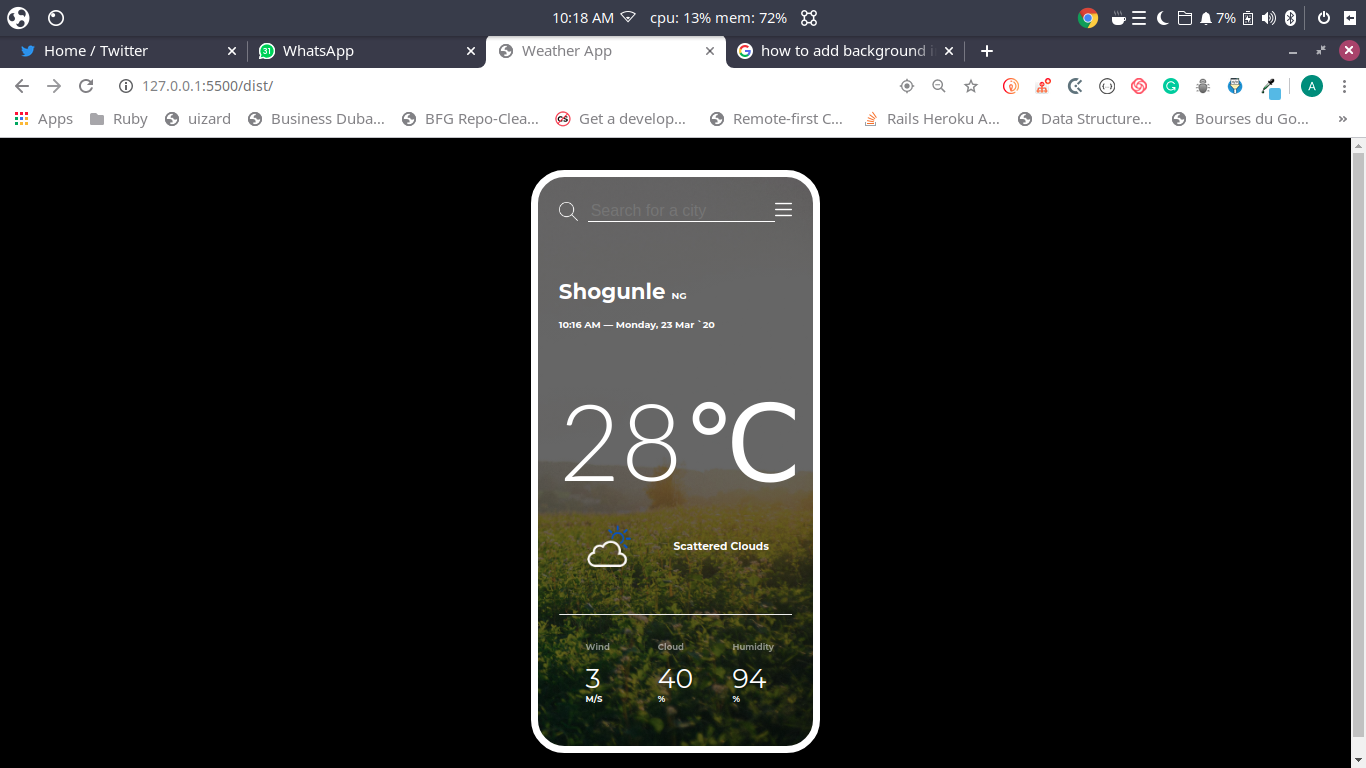 10:18 AM cpu: 13% mem: 72% 7%
Home / Twitter 31 WhatsApp Weather App how to add background i
127.0.0.1:5500/dist/ A
Apps Ruby uizard Business Duba... BFG Repo-Clea... CS Get a develop... Remote-first C... Rails Heroku A... Data Structure... Bourses du Go... »
Search for a city
Shogunle NG
10:16 AM — Monday, 23 Mar `20
28℃
Scattered Clouds
Wind Cloud Humidity
3 40 94
M/S % %